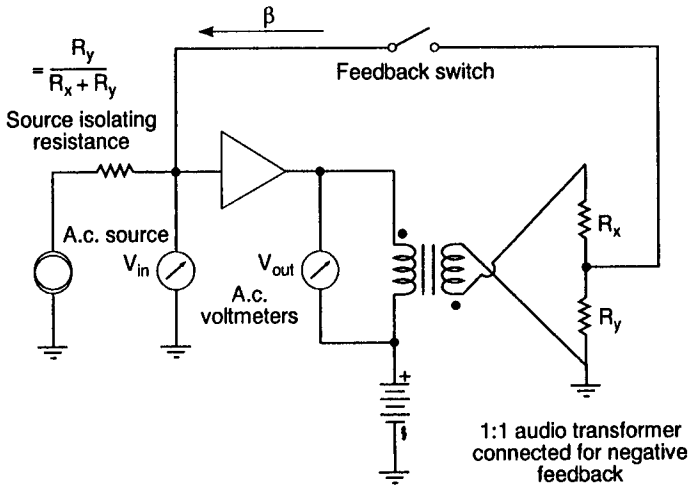 β
= Ry
Rx + Ry
Feedback switch
Source isolating
resistance
A.c. source
Vin
Vout
A.c.
voltmeters
Rx
Ry
+
1:1 audio transformer
connected for negative
feedback